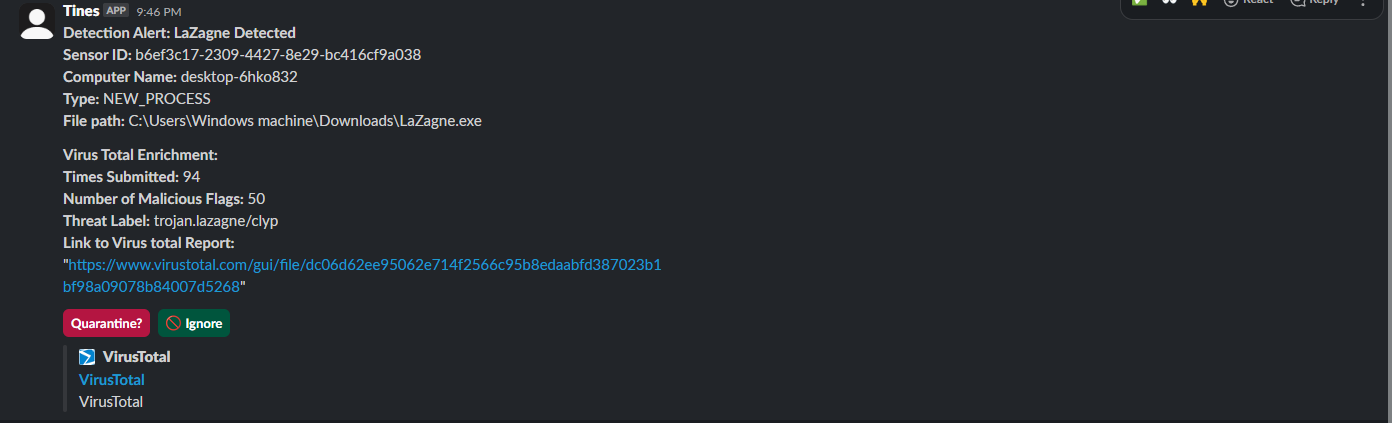 React Reply
Tines APP 9:46 PM
Detection Alert: LaZagne Detected
Sensor ID: b6ef3c17-2309-4427-8e29-bc416cf9a038
Computer Name: desktop-6hko832
Type: NEW_PROCESS
File path: C:\Users\Windows machine\Downloads\LaZagne.exe
Virus Total Enrichment:
Times Submitted: 94
Number of Malicious Flags: 50
Threat Label: trojan.lazagne/clyp
Link to Virus total Report:
"https://www.virustotal.com/gui/file/dc06d62ee95062e714f2566c95b8edaabfd387023b1
bf98a09078b84007d5268"
Quarantine? Ignore
VirusTotal
VirusTotal
VirusTotal